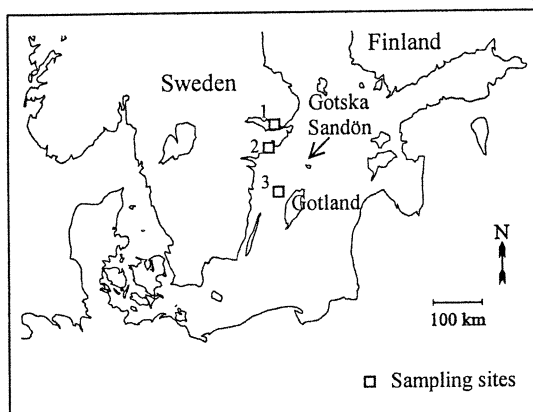 Finland
Sweden
Gotska
Sandön
1
2
3
Gotland
N
100 km
Sampling sites